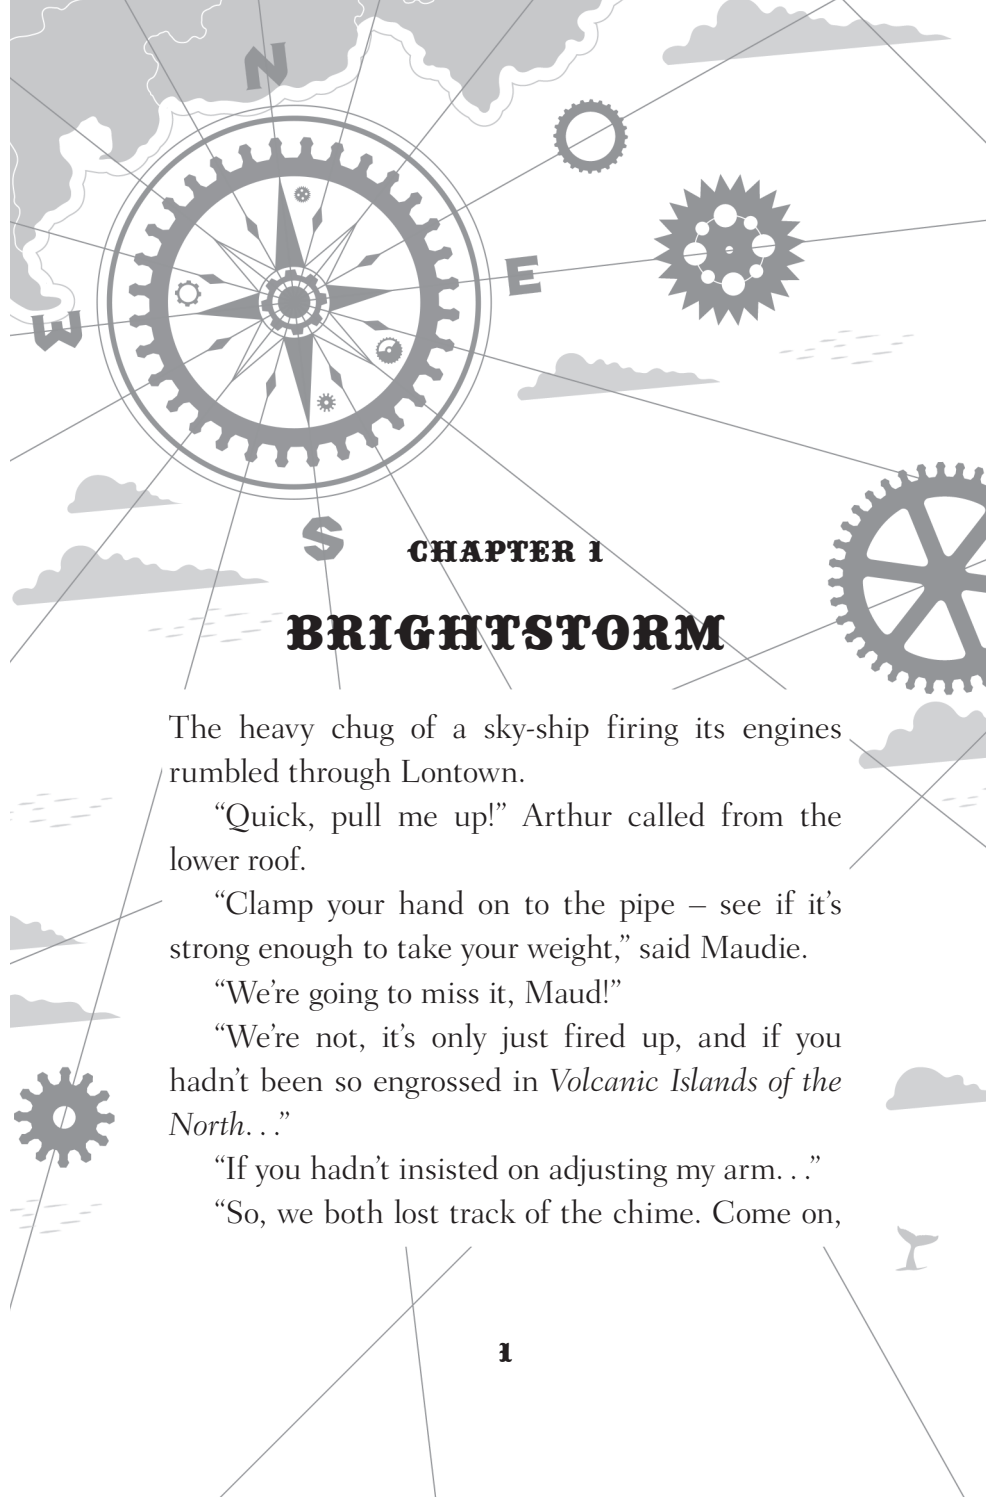 N
E
W
S
CHAPTER 1
BRIGHTSTORM
The heavy chug of a sky-ship firing its engines
rumbled through Lontown.
“Quick, pull me up!” Arthur called from the
lower roof.
“Clamp your hand on to the pipe – see if it’s
strong enough to take your weight,” said Maudie.
“We’re going to miss it, Maud!”
“We’re not, it’s only just fired up, and if you
hadn’t been so engrossed in Volcanic Islands of the
North. . .”
“If you hadn’t insisted on adjusting my arm. . .”
“So, we both lost track of the chime. Come on,
1